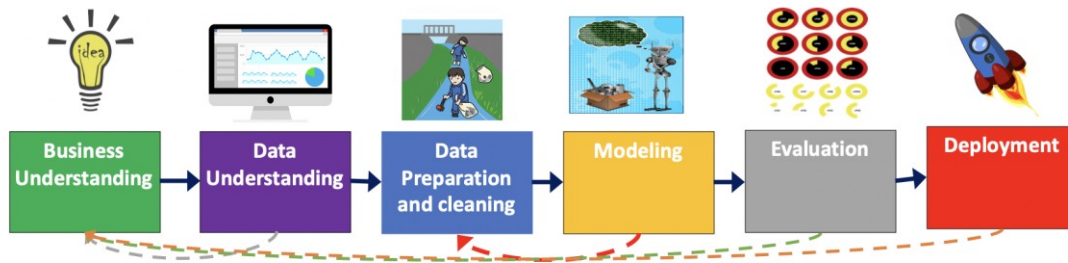 idea
Business
Understanding
Data
Understanding
Data
Preparation
and cleaning
Modeling
Evaluation
Deployment